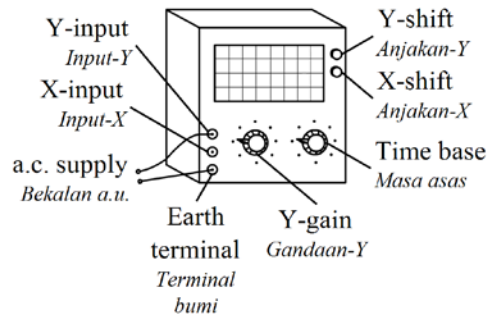 Y-input
Input-Y
X-input
Input-X
a.c. supply
Bekalan a.u.
Earth
terminal
Terminal
bumi
Y-gain
Gandaan-Y
Y-shift
Anjakan-Y
X-shift
Anjakan-X
Time base
Masa asas